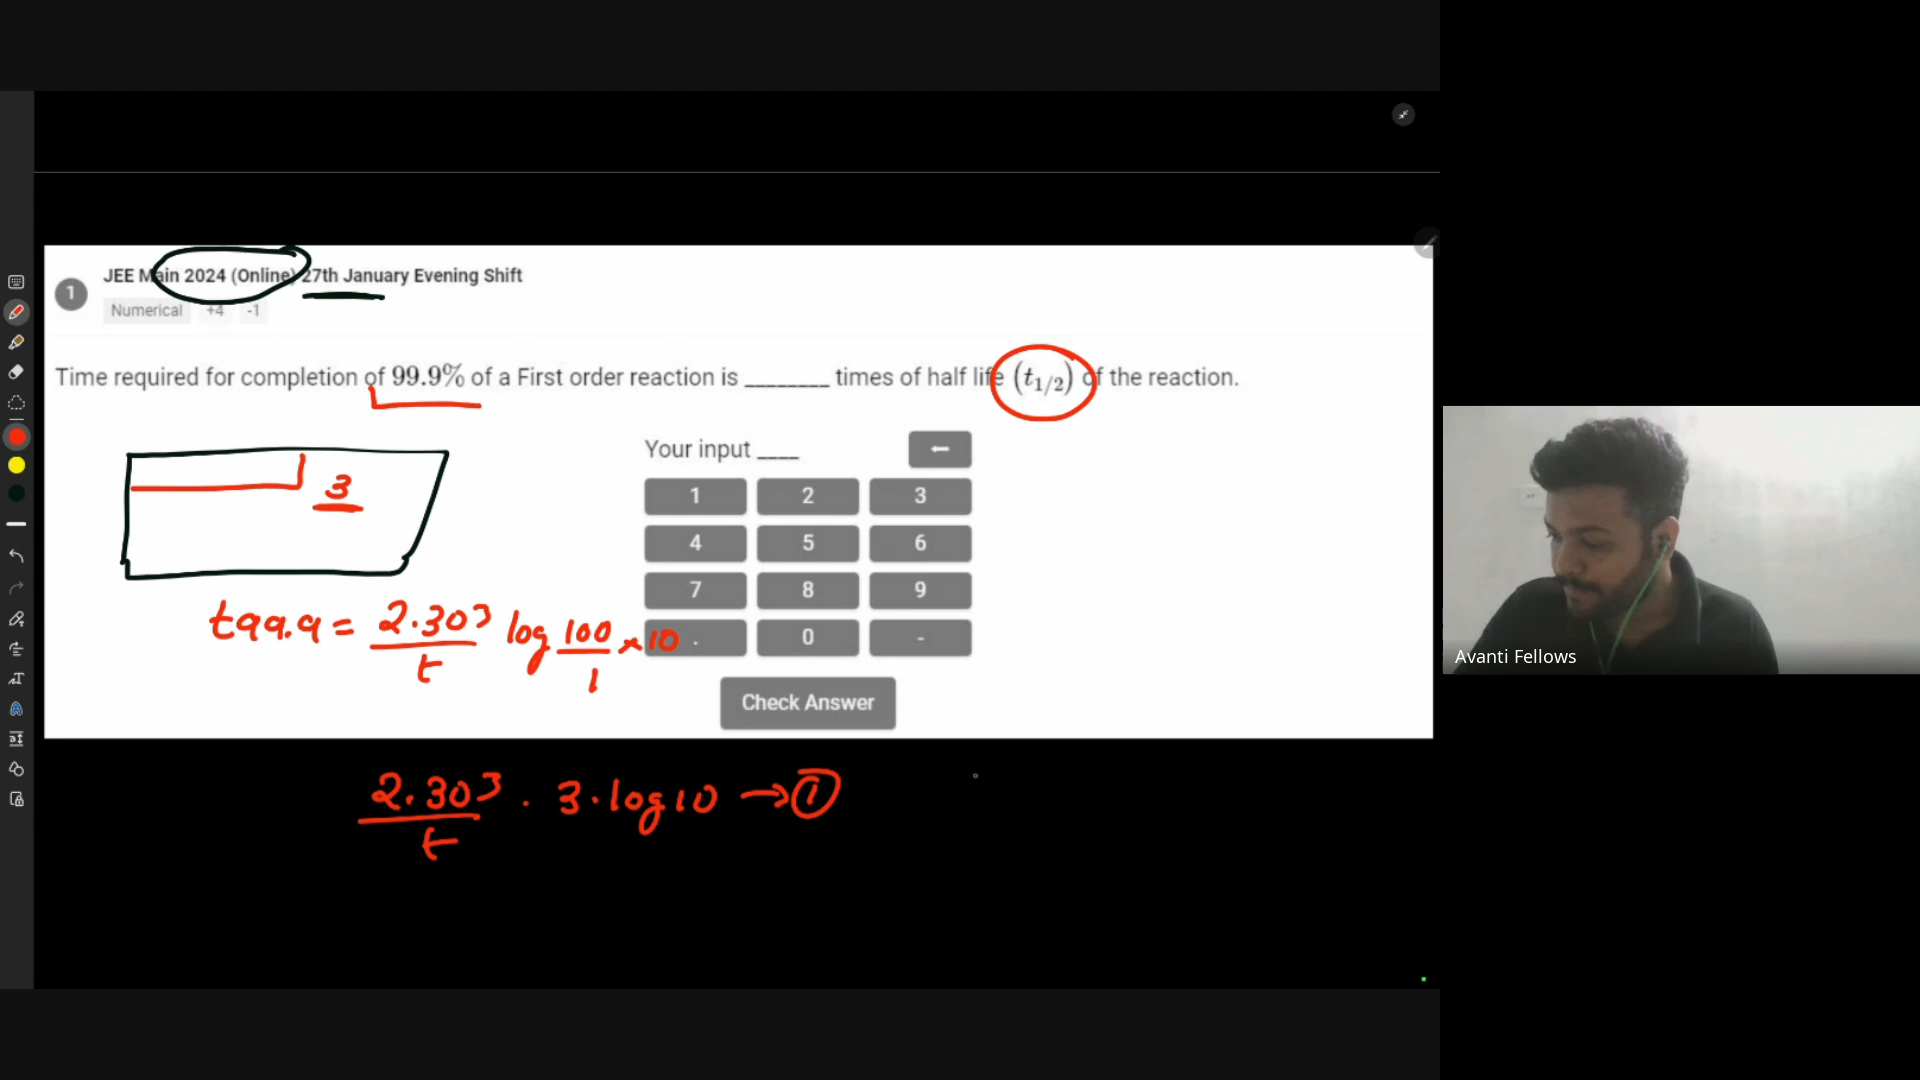 JEE Main 2024 (Online) 27th January Evening Shift
1
Numerical +4 -1
Time required for completion of 99.9% of a First order reaction is ________ times of half life (t1/2) of the reaction.
Your input ____
3
1 2 3
4 5 6
7 8 9
. 0 -
t99.9 = 2.303/t log 100/1 × 10
Check Answer
2.303/t . 3.log10 → ①
Avanti Fellows